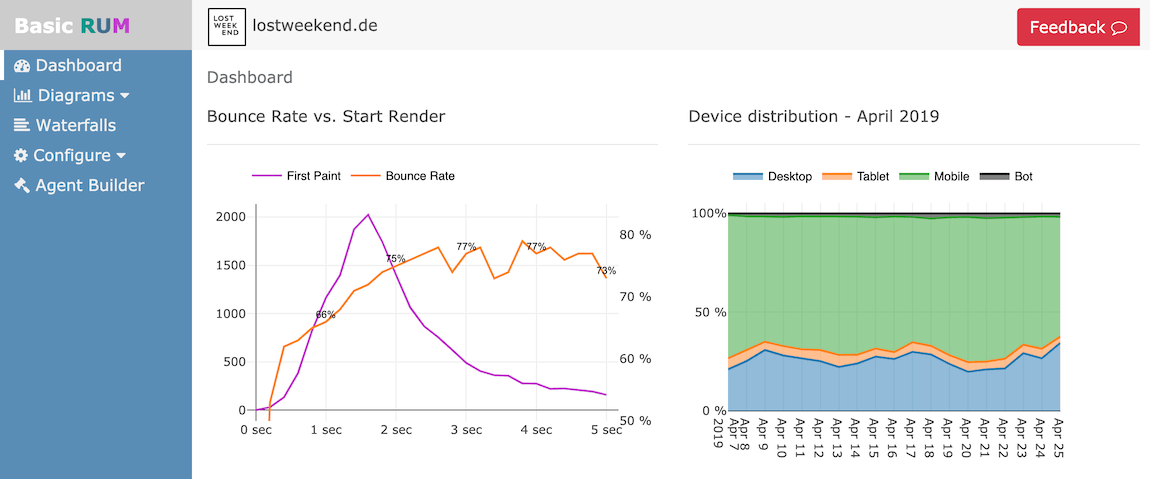 Basic RUM
LOST
WEEK
END
lostweekend.de
Feedback
Dashboard
Diagrams
Waterfalls
Configure
Agent Builder
Dashboard
Bounce Rate vs. Start Render
First Paint
Bounce Rate
2000
1500
1000
500
0
80 %
70 %
60 %
50 %
66%
75%
77%
77%
73%
0 sec
1 sec
2 sec
3 sec
4 sec
5 sec
Device distribution - April 2019
Desktop
Tablet
Mobile
Bot
100%
50 %
0 %
Apr 7
2019
Apr 8
Apr 9
Apr 10
Apr 11
Apr 12
Apr 13
Apr 14
Apr 15
Apr 16
Apr 17
Apr 18
Apr 19
Apr 20
Apr 21
Apr 22
Apr 23
Apr 24
Apr 25